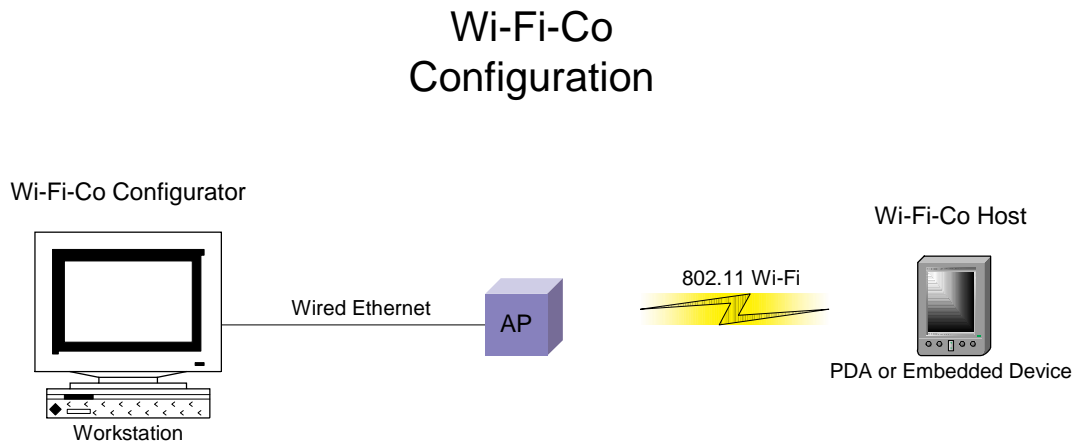 Wi-Fi-Co
Configuration
Wi-Fi-Co Configurator
Wi-Fi-Co Host
802.11 Wi-Fi
Wired Ethernet
AP
PDA or Embedded Device
Workstation